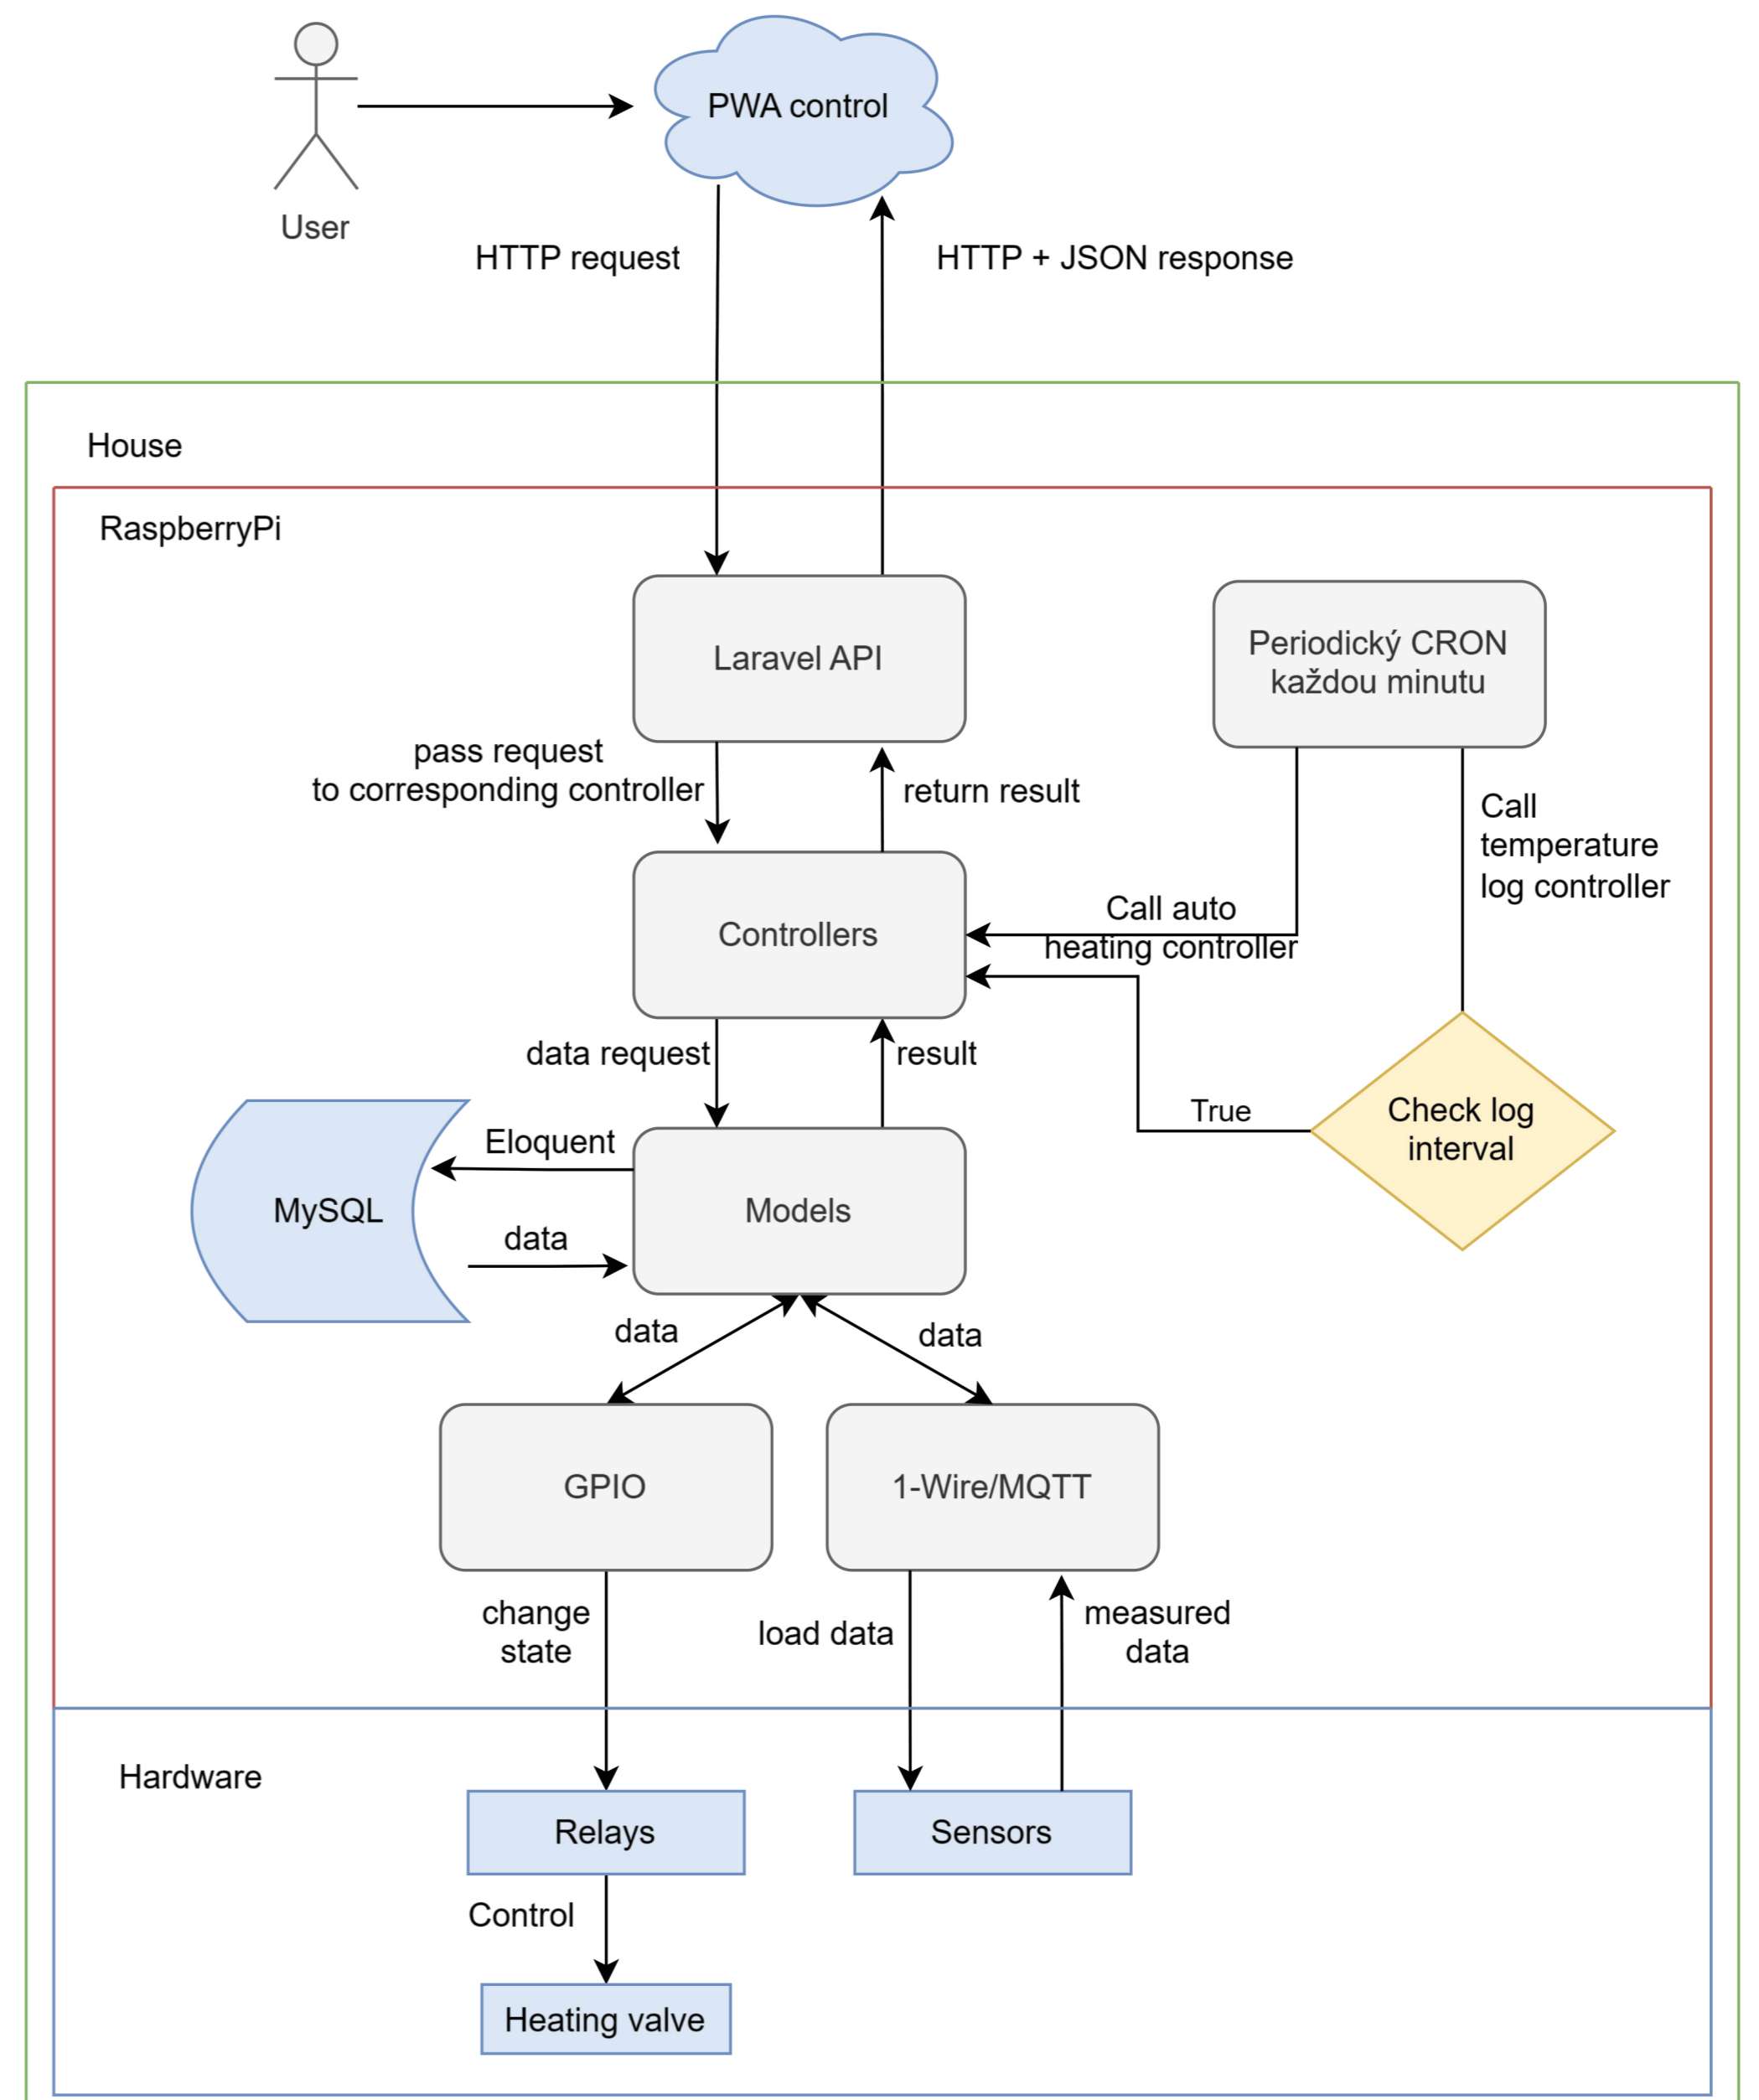 PWA control
User
HTTP request
HTTP + JSON response
House
RaspberryPi
Laravel API
Periodický CRON
každou minutu
pass request
to corresponding controller
return result
Call
temperature
log controller
Call auto
heating controller
Controllers
data request
result
Check log
interval
True
Eloquent
MySQL
Models
data
data
data
GPIO
1-Wire/MQTT
change
state
load data
measured
data
Hardware
Relays
Sensors
Control
Heating valve